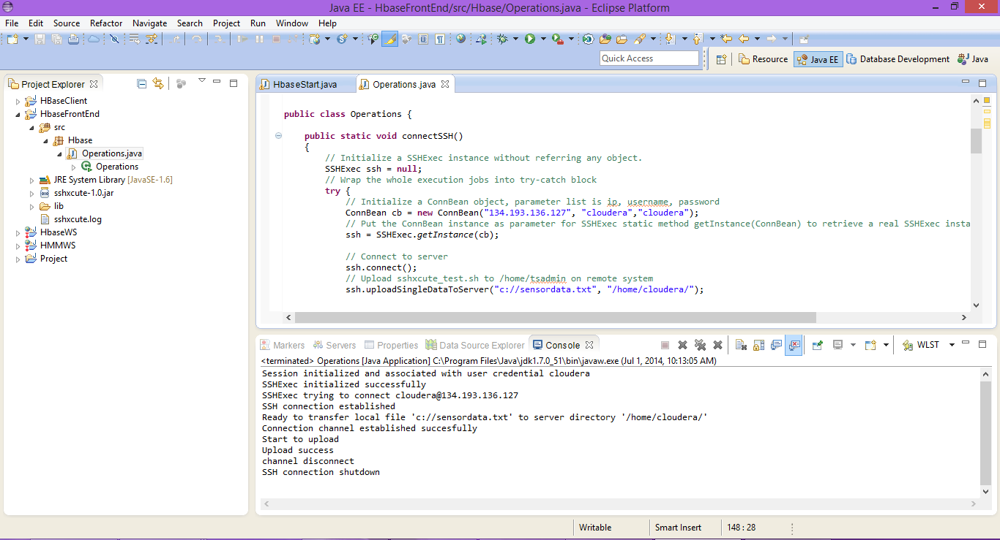 Java EE - HbaseFrontEnd/src/Hbase/Operations.java - Eclipse Platform
File Edit Source Refactor Navigate Search Project Run Window Help
Quick Access
Resource Java EE Database Development Java
Project Explorer
HBaseClient
HbaseFrontEnd
src
Hbase
Operations.java
Operations
JRE System Library [JavaSE-1.6]
sshxcute-1.0.jar
lib
sshxcute.log
HbaseWS
HMMWS
Project
HbaseStart.java Operations.java
public class Operations {
public static void connectSSH()
{
// Initialize a SSHExec instance without referring any object.
SSHExec ssh = null;
// Wrap the whole execution jobs into try-catch block
try {
// Initialize a ConnBean object, parameter list is ip, username, password
ConnBean cb = new ConnBean("134.193.136.127", "cloudera","cloudera");
// Put the ConnBean instance as parameter for SSHExec static method getInstance(ConnBean) to retrieve a real SSHExec insta
ssh = SSHExec.getInstance(cb);
// Connect to server
ssh.connect();
// Upload sshxcute_test.sh to /home/tsadmin on remote system
ssh.uploadSingleDataToServer("c://sensordata.txt", "/home/cloudera/");
Markers Servers Properties Data Source Explorer Console
WLST
<terminated> Operations [Java Application] C:\Program Files\Java\jdk1.7.0_51\bin\javaw.exe (Jul 1, 2014, 10:13:05 AM)
Session initialized and associated with user credential cloudera
SSHExec initialized successfully
SSHExec trying to connect cloudera@134.193.136.127
SSH connection established
Ready to transfer local file 'c://sensordata.txt' to server directory '/home/cloudera/'
Connection channel established succesfully
Start to upload
Upload success
channel disconnect
SSH connection shutdown
Writable Smart Insert 148 : 28